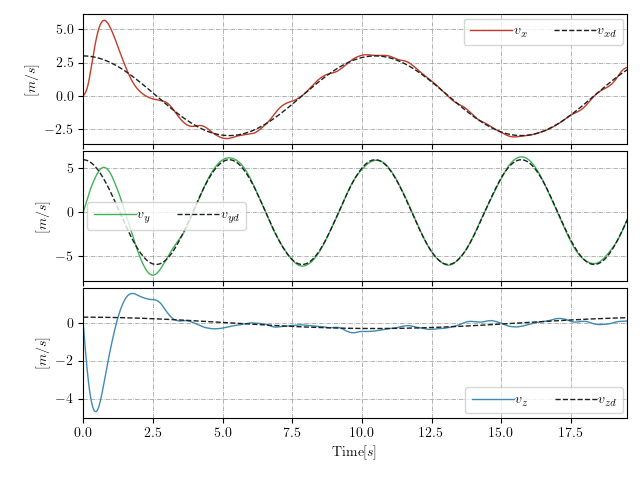 5.0
2.5
0.0
−2.5
[m/s]
v_x v_xd
5
0
−5
[m/s]
v_y v_yd
0
−2
−4
[m/s]
v_z v_zd
0.0 2.5 5.0 7.5 10.0 12.5 15.0 17.5
Time[s]